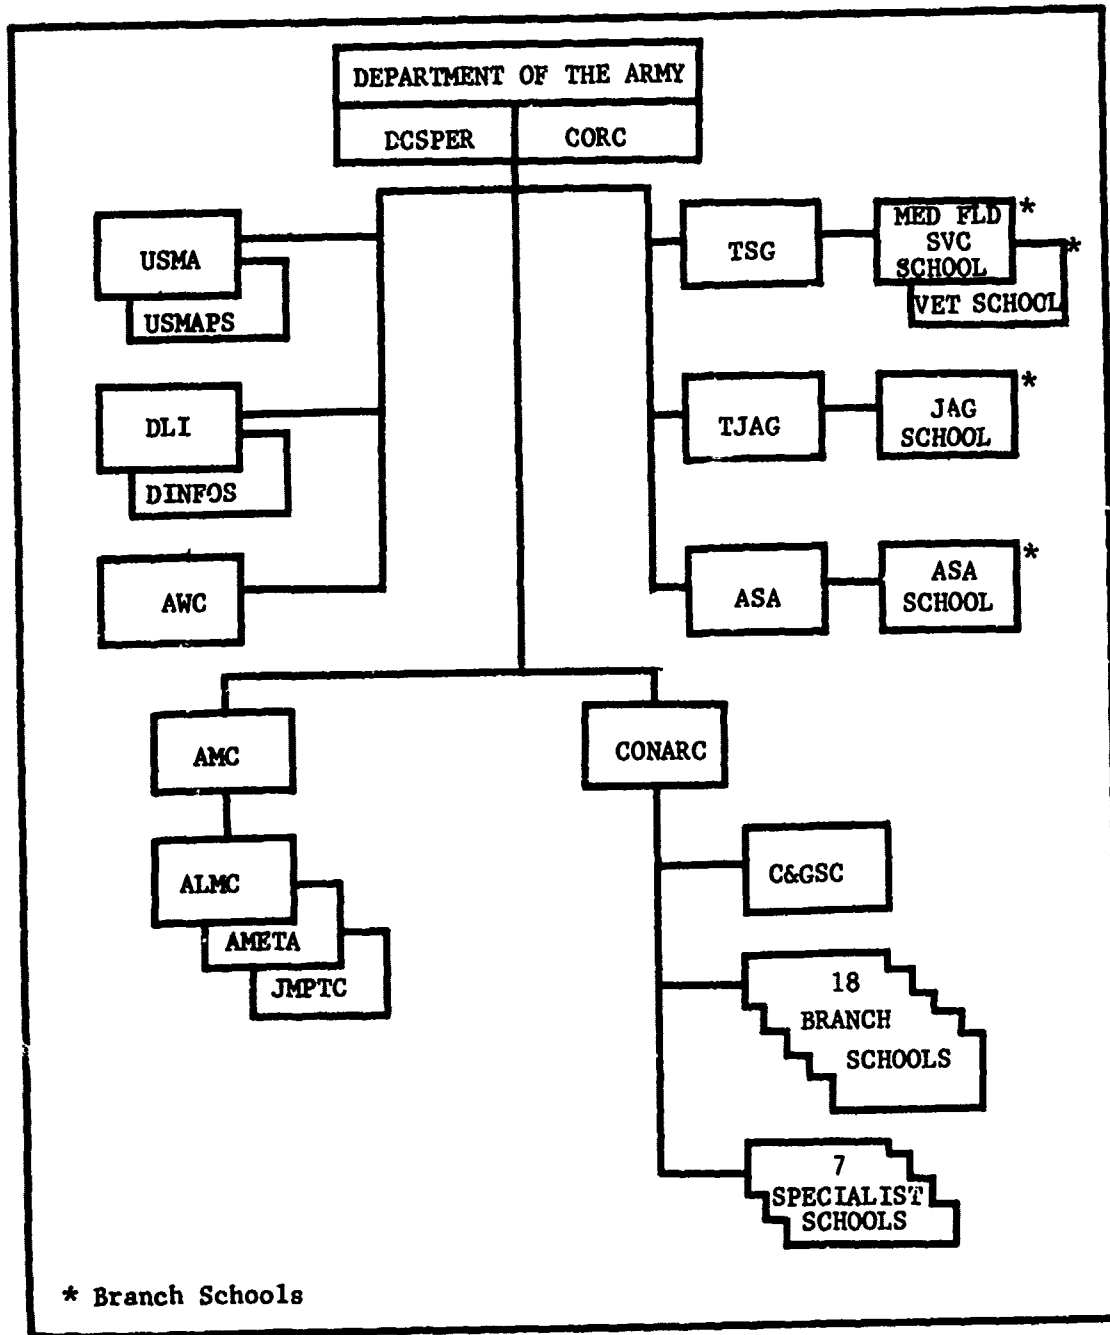 DEPARTMENT OF THE ARMY
DCSPER
CORC
USMA
USMAPS
DLI
DINFOS
AWC
TSG
MED FLD *
SVC
SCHOOL
*
VET SCHOOL
TJAG
JAG *
SCHOOL
ASA
ASA *
SCHOOL
AMC
ALMC
AMETA
JMPTC
CONARC
C&GSC
18
BRANCH
SCHOOLS
7
SPECIALIST
SCHOOLS
* Branch Schools